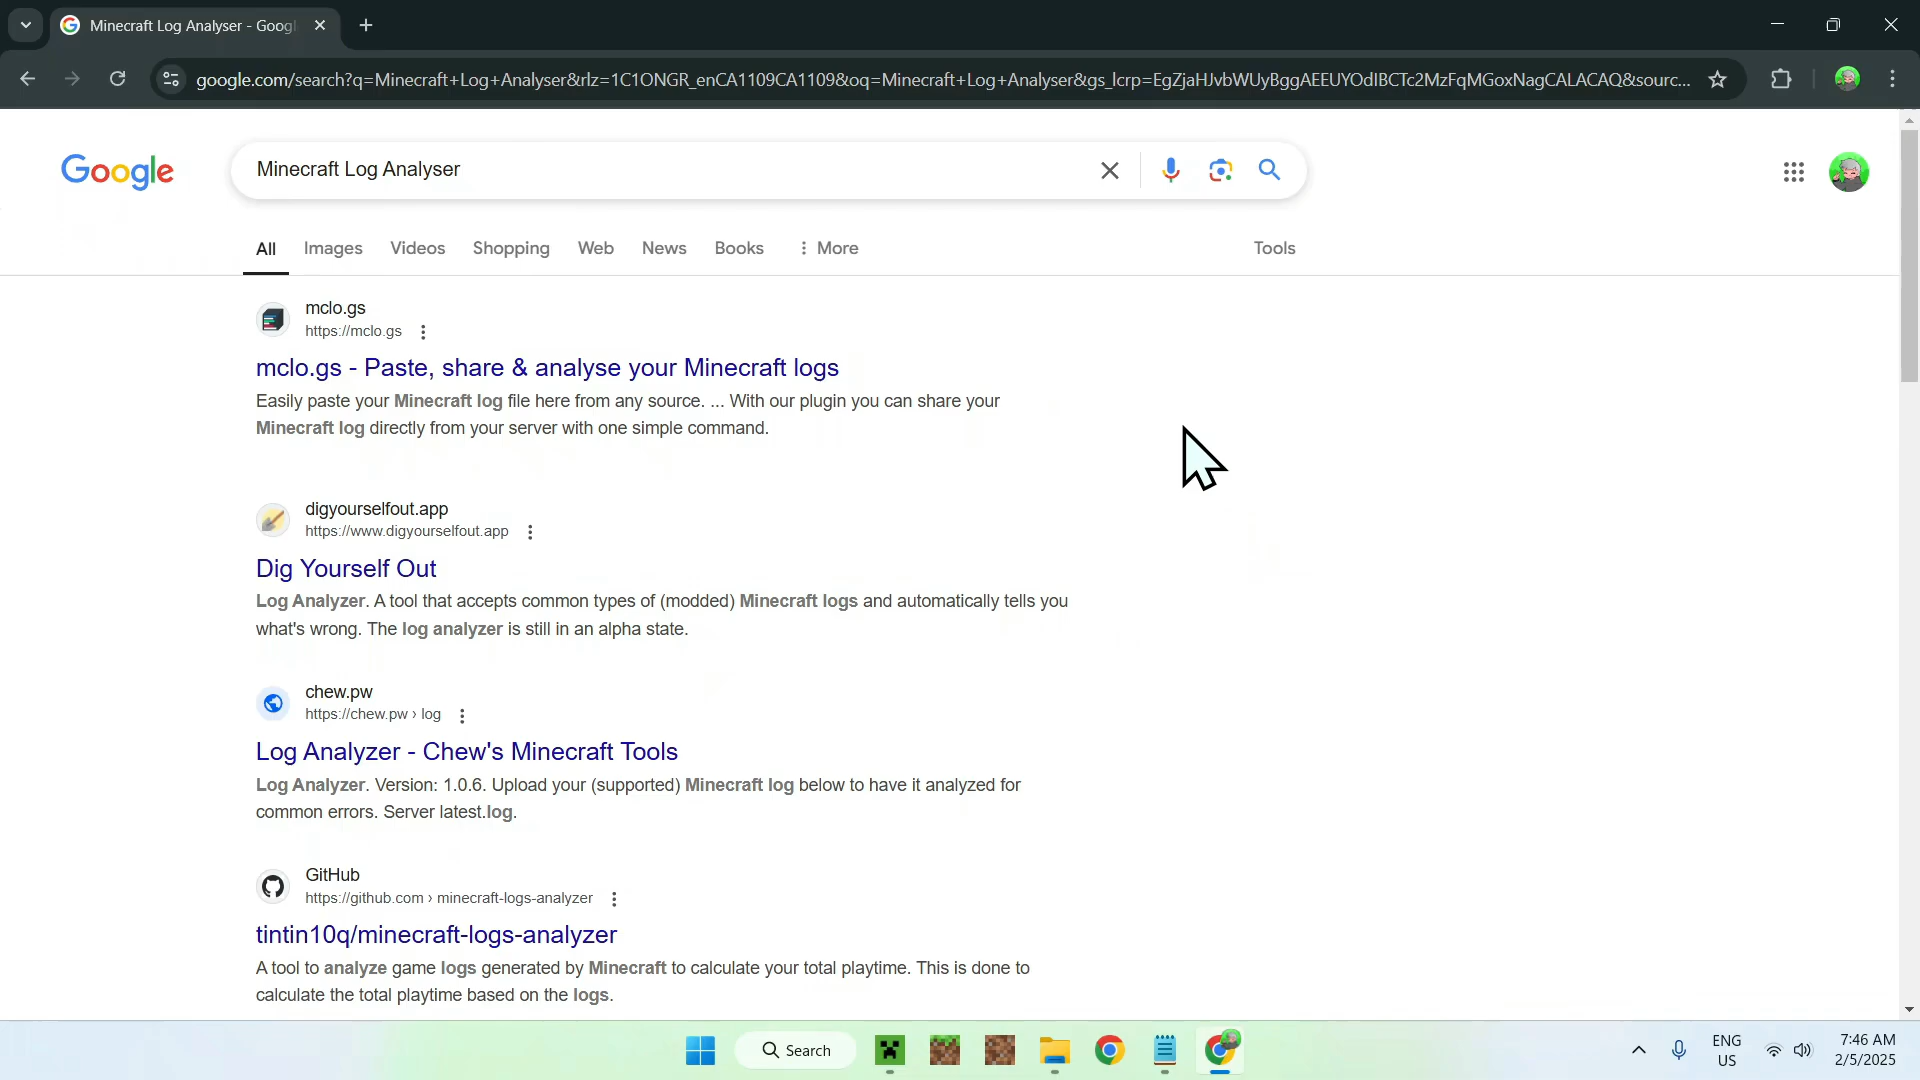 Minecraft Log Analyser - Goog
google.com/search?q=Minecraft+Log+Analyser&rlz=1C1ONGR_enCA1109CA1109&oq=Minecraft+Log+Analyser&gs_lcrp=EgZjaHJvbWUyBggAEEUYOdIBCTc2MzFqMGoxNagCALACAQ&sourc...
Google
Minecraft Log Analyser
All Images Videos Shopping Web News Books More Tools
mclo.gs
https://mclo.gs
mclo.gs - Paste, share & analyse your Minecraft logs
Easily paste your Minecraft log file here from any source. ... With our plugin you can share your
Minecraft log directly from your server with one simple command.
digyourselfout.app
https://www.digyourselfout.app
Dig Yourself Out
Log Analyzer. A tool that accepts common types of (modded) Minecraft logs and automatically tells you
what's wrong. The log analyzer is still in an alpha state.
chew.pw
https://chew.pw › log
Log Analyzer - Chew's Minecraft Tools
Log Analyzer. Version: 1.0.6. Upload your (supported) Minecraft log below to have it analyzed for
common errors. Server latest.log.
GitHub
https://github.com › minecraft-logs-analyzer
tintin10q/minecraft-logs-analyzer
A tool to analyze game logs generated by Minecraft to calculate your total playtime. This is done to
calculate the total playtime based on the logs.
Search
ENG
US
7:46 AM
2/5/2025